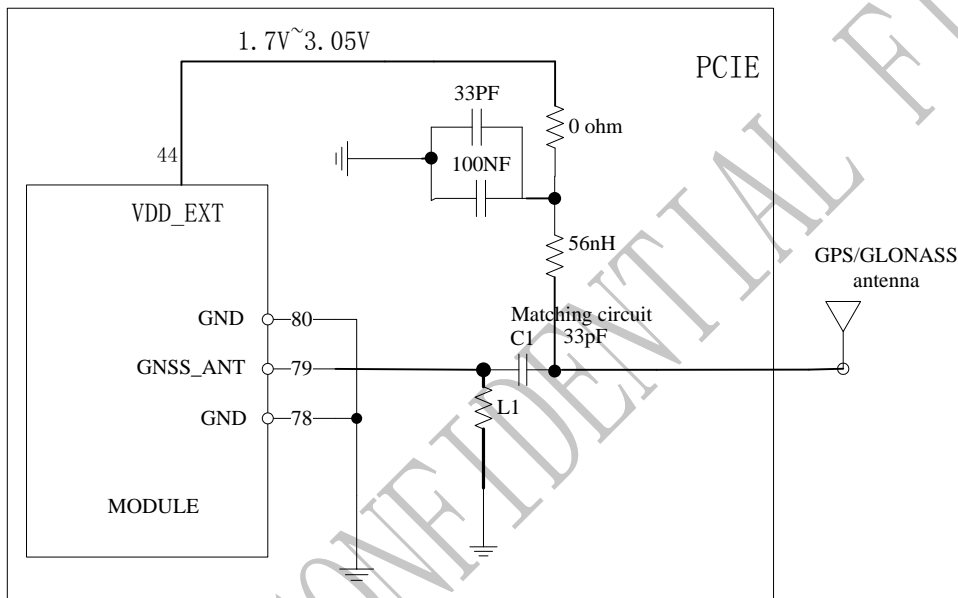 1.7V~3.05V
PCIE
33PF
0 ohm
44
100NF
VDD_EXT
56nH
GPS/GLONASS
antenna
GND
80
Matching circuit
C1
33pF
GNSS_ANT
79
L1
GND
78
MODULE
CONFIDENTIAL